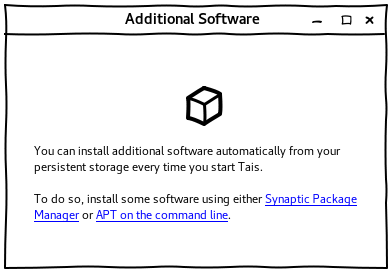 Additional Software
You can install additional software automatically from your
persistent storage every time you start Tais.
To do so, install some software using either Synaptic Package
Manager or APT on the command line.